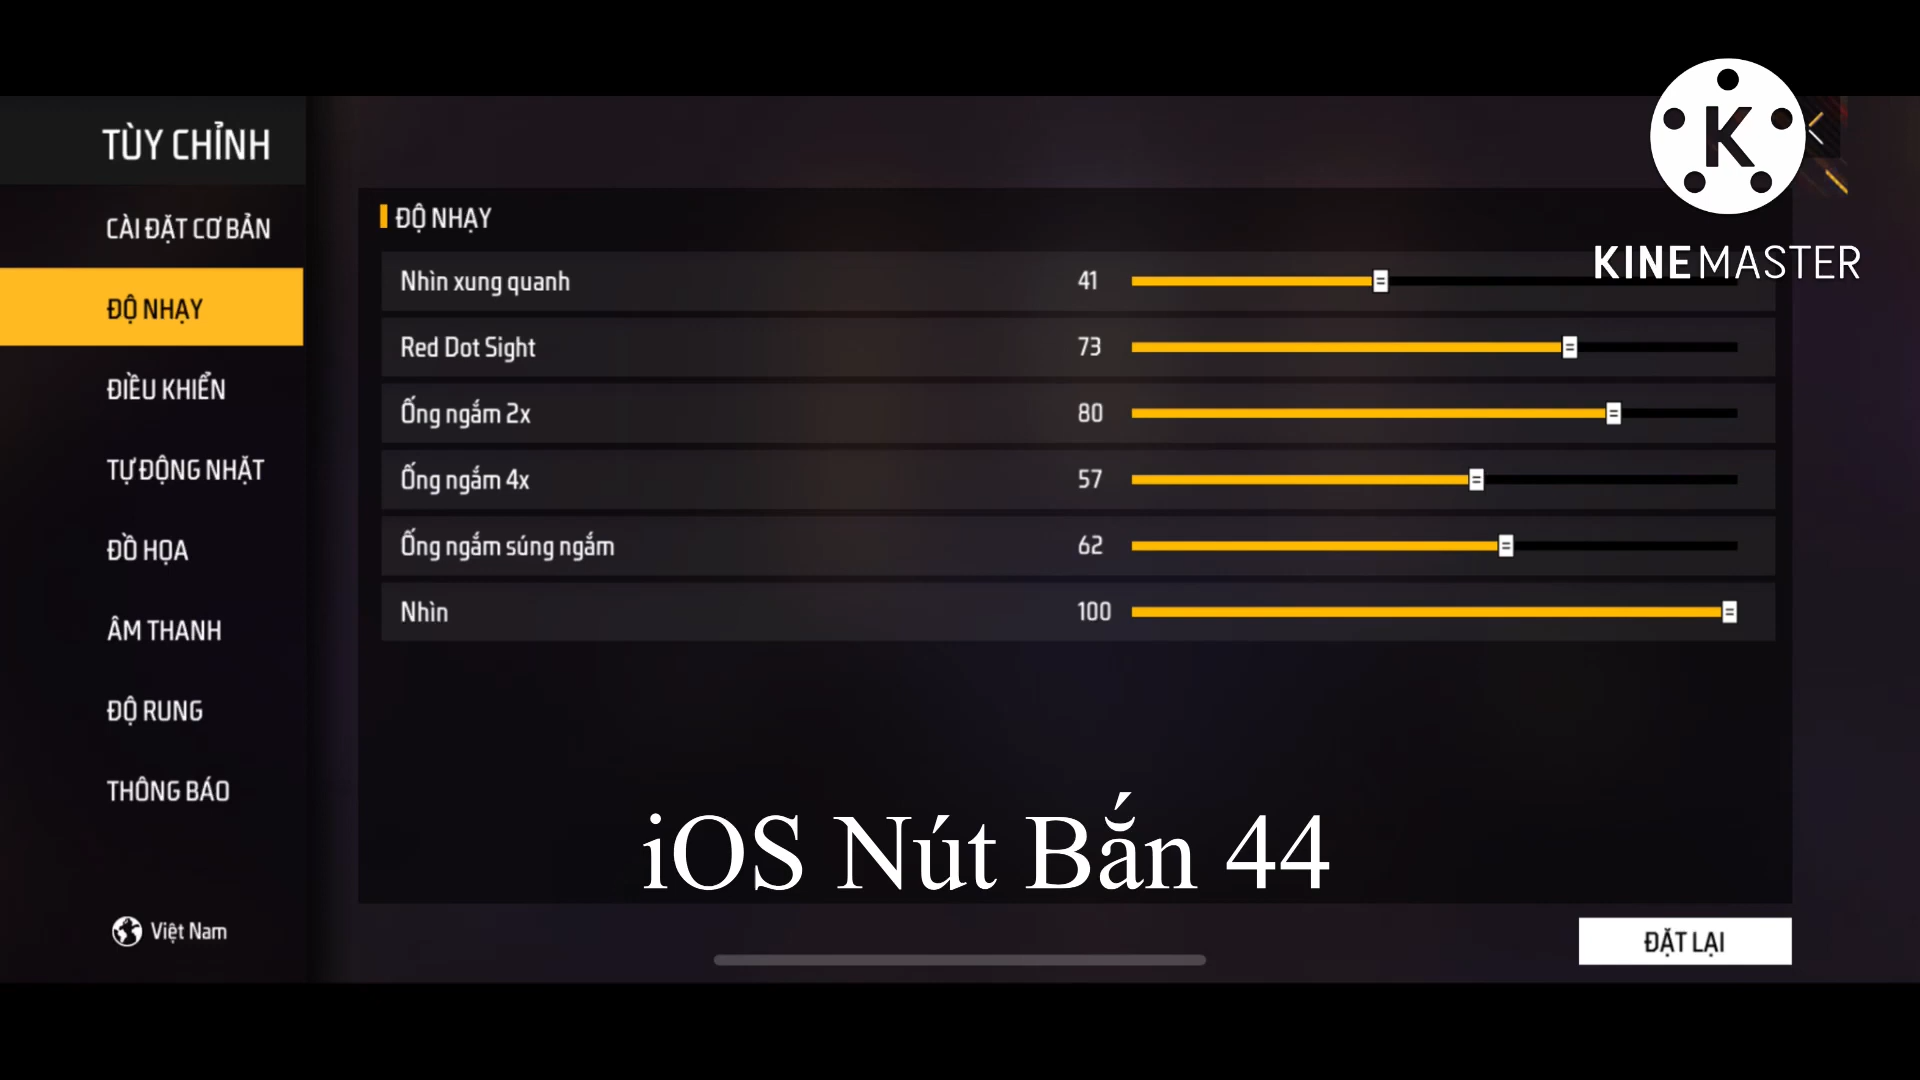 TÙY CHỈNH
CÀI ĐẶT CƠ BẢN
ĐỘ NHẠY
ĐIỀU KHIỂN
TỰ ĐỘNG NHẶT
ĐỒ HỌA
ÂM THANH
ĐỘ RUNG
THÔNG BÁO
Việt Nam
ĐỘ NHẠY
Nhìn xung quanh 41
Red Dot Sight 73
Ống ngắm 2x 80
Ống ngắm 4x 57
Ống ngắm súng ngắm 62
Nhìn 100
K
KINEMASTER
iOS Nút Bắn 44
ĐẶT LẠI